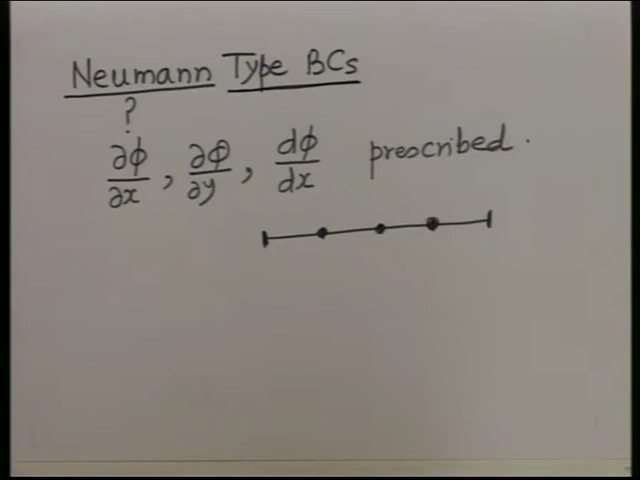 Neumann Type BCs
?
∂ϕ/∂x , ∂ϕ/∂y , dϕ/dx prescribed .